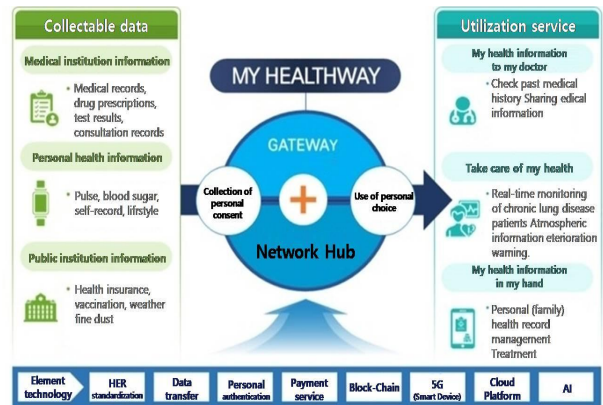 Collectable data
Medical institution information
• Medical records,
drug prescriptions,
test results,
consultation records
Personal health information
• Pulse, blood sugar,
self-record, lifrstyle
Public institution information
• Health insurance,
vaccination, weather
fine dust
MY HEALTHWAY
GATEWAY
Collection of
personal
consent
Use of personal
choice
Network Hub
Utilization service
My health information
to my doctor
• Check past medical
history Sharing edical
information
Take care of my health
• Real-time monitoring
of chronic lung disease
patients Atmospheric
information eterioration
warning.
My health information
in my hand
• Personal (family)
health record
management
Treatment
Element
technology
HER
standardization
Data
transfer
Personal
authentication
Payment
service
Block-Chain
5G
(Smart Device)
Cloud
Platform
AI